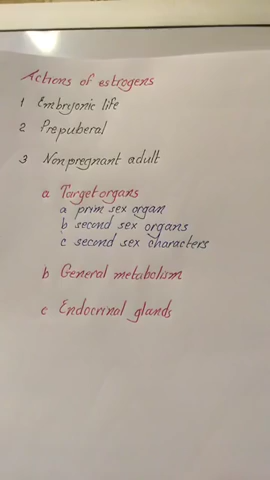 Actions of estrogens
1 Embryonic life
2 Prepuberal
3 Nonpregnant adult
a Target organs
a prim sex organ
b second sex organs
c second sex characters
b General metabolism
c Endocrinal glands